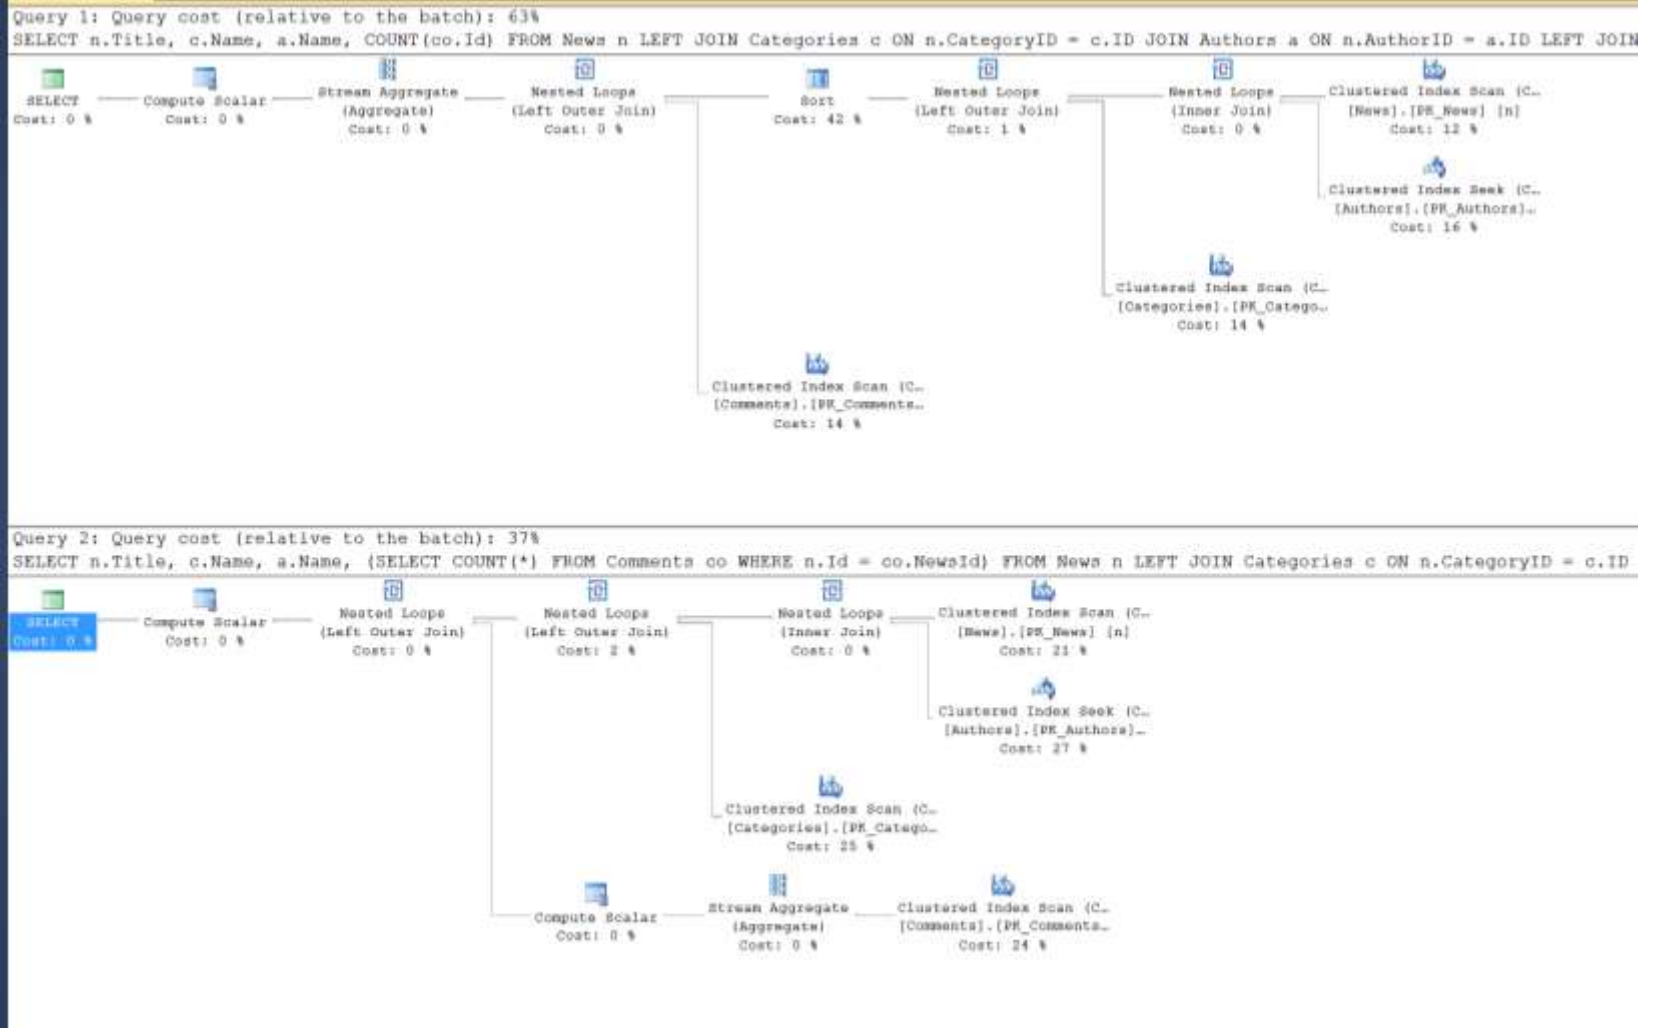 Query 1: Query cost (relative to the batch): 63%
SELECT n.Title, c.Name, a.Name, COUNT(co.Id) FROM News n LEFT JOIN Categories c ON n.CategoryID = c.ID JOIN Authors a ON n.AuthorID = a.ID LEFT JOIN
SELECT
Cost: 0 %
Compute Scalar
Cost: 0 %
Stream Aggregate
(Aggregate)
Cost: 0 %
Nested Loops
(Left Outer Join)
Cost: 0 %
Sort
Cost: 42 %
Nested Loops
(Left Outer Join)
Cost: 1 %
Nested Loops
(Inner Join)
Cost: 0 %
Clustered Index Scan (C…
[News].[PK_News] [n]
Cost: 12 %
Clustered Index Seek (C…
[Authors].[PK_Authors]…
Cost: 16 %
Clustered Index Scan (C…
[Categories].[PK_Catego…
Cost: 14 %
Clustered Index Scan (C…
[Comments].[PK_Comments…
Cost: 14 %
Query 2: Query cost (relative to the batch): 37%
SELECT n.Title, c.Name, a.Name, (SELECT COUNT(*) FROM Comments co WHERE n.Id = co.NewsId) FROM News n LEFT JOIN Categories c ON n.CategoryID = c.ID
SELECT
Cost: 0 %
Compute Scalar
Cost: 0 %
Nested Loops
(Left Outer Join)
Cost: 0 %
Nested Loops
(Left Outer Join)
Cost: 2 %
Nested Loops
(Inner Join)
Cost: 0 %
Clustered Index Scan (C…
[News].[PK_News] [n]
Cost: 21 %
Clustered Index Seek (C…
[Authors].[PK_Authors]…
Cost: 27 %
Clustered Index Scan (C…
[Categories].[PK_Catego…
Cost: 25 %
Compute Scalar
Cost: 0 %
Stream Aggregate
(Aggregate)
Cost: 0 %
Clustered Index Scan (C…
[Comments].[PK_Comments…
Cost: 24 %